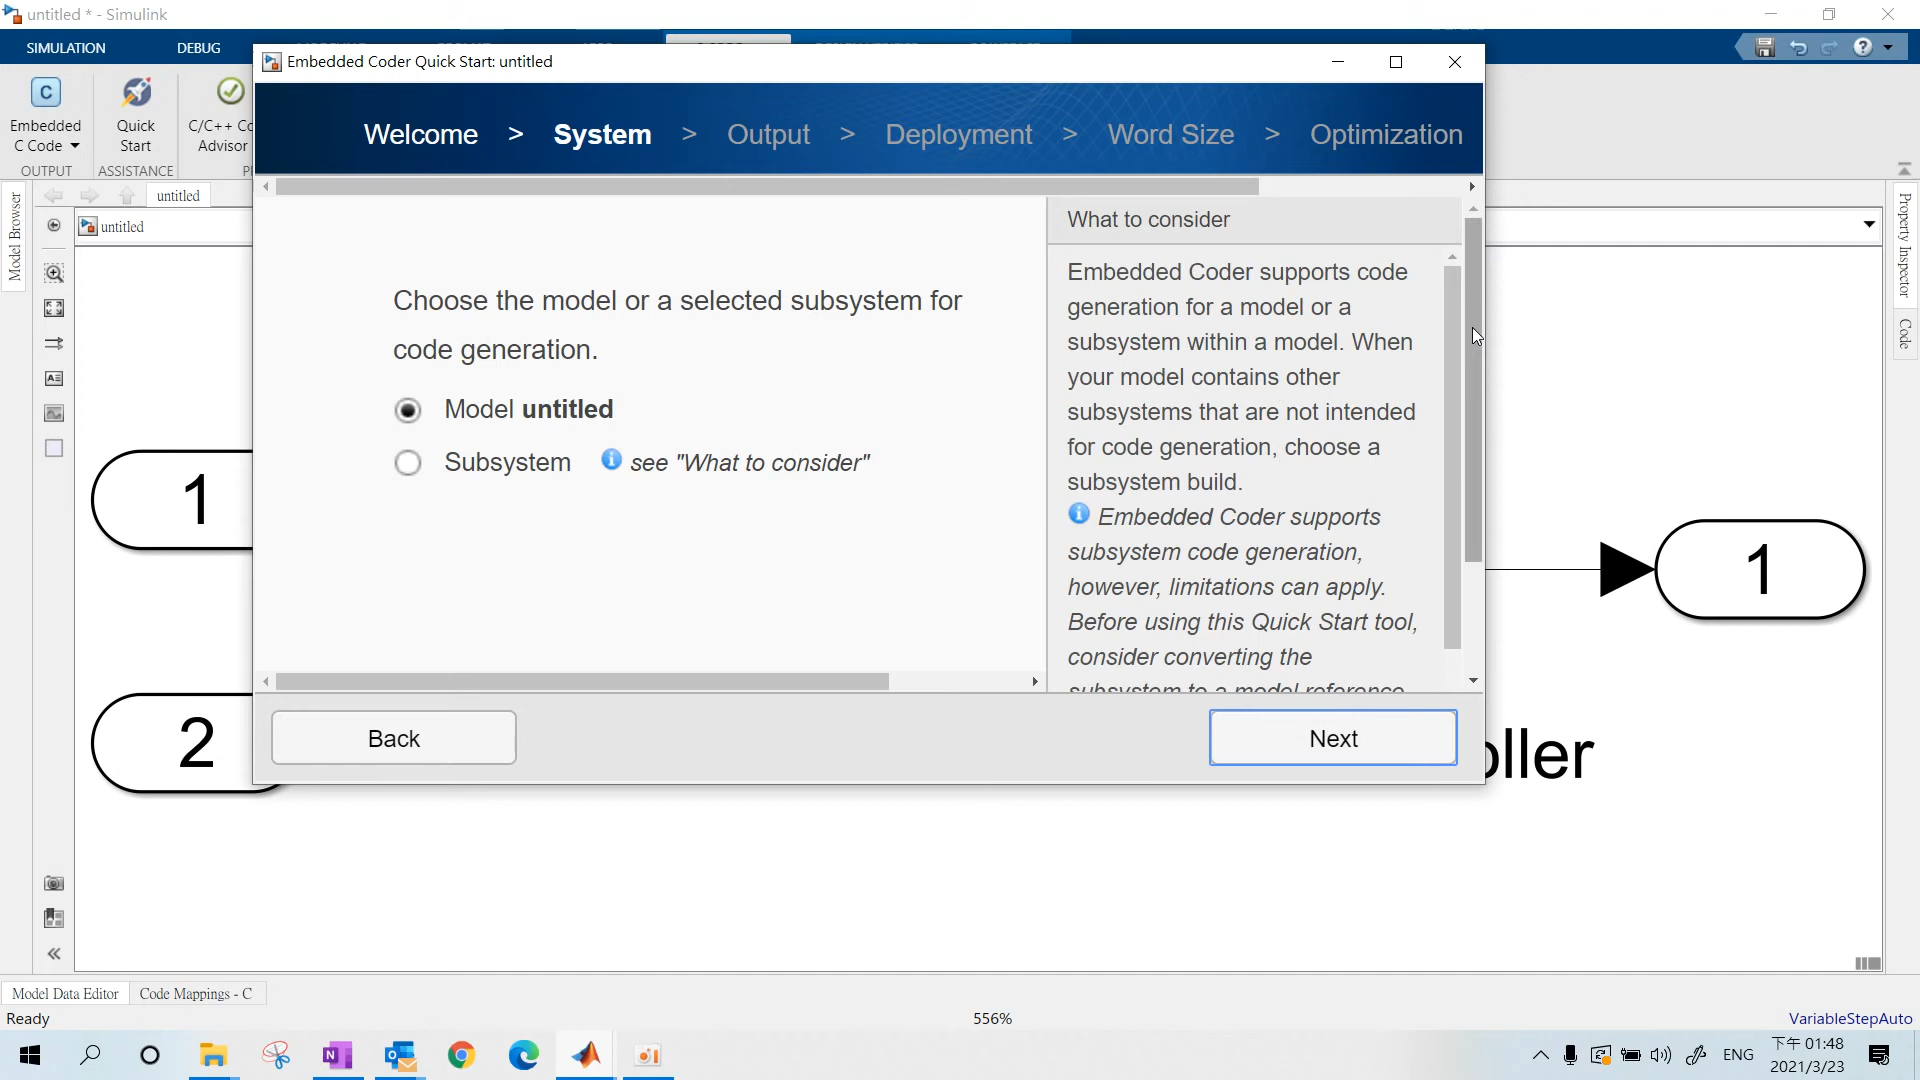 untitled * - Simulink
SIMULATION
DEBUG
Embedded Coder Quick Start: untitled
Welcome > System > Output > Deployment > Word Size > Optimization
Embedded
C Code
OUTPUT
Quick
Start
ASSISTANCE
C/C++ Co
Advisor
Model Browser
untitled
untitled
Property Inspector
Code
Choose the model or a selected subsystem for
code generation.
Model untitled
Subsystem
see "What to consider"
What to consider
Embedded Coder supports code
generation for a model or a
subsystem within a model. When
your model contains other
subsystems that are not intended
for code generation, choose a
subsystem build.
Embedded Coder supports
subsystem code generation,
however, limitations can apply.
Before using this Quick Start tool,
consider converting the
subsystem to a model reference
Back
Next
1
2
1
oller
Model Data Editor
Code Mappings - C
Ready
556%
VariableStepAuto
ENG
下午 01:48
2021/3/23